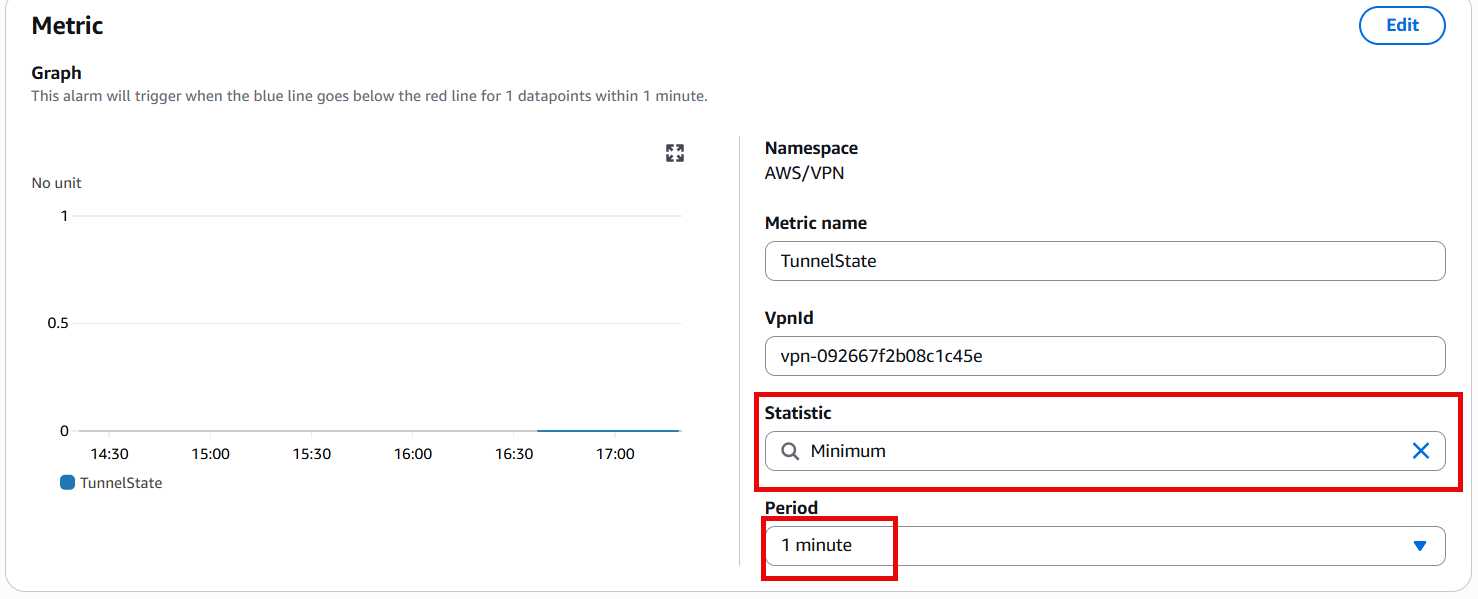 Metric
Edit
Graph
This alarm will trigger when the blue line goes below the red line for 1 datapoints within 1 minute.
No unit
1
0.5
0
14:30 15:00 15:30 16:00 16:30 17:00
TunnelState
Namespace
AWS/VPN
Metric name
TunnelState
VpnId
vpn-092667f2b08c1c45e
Statistic
Minimum
Period
1 minute